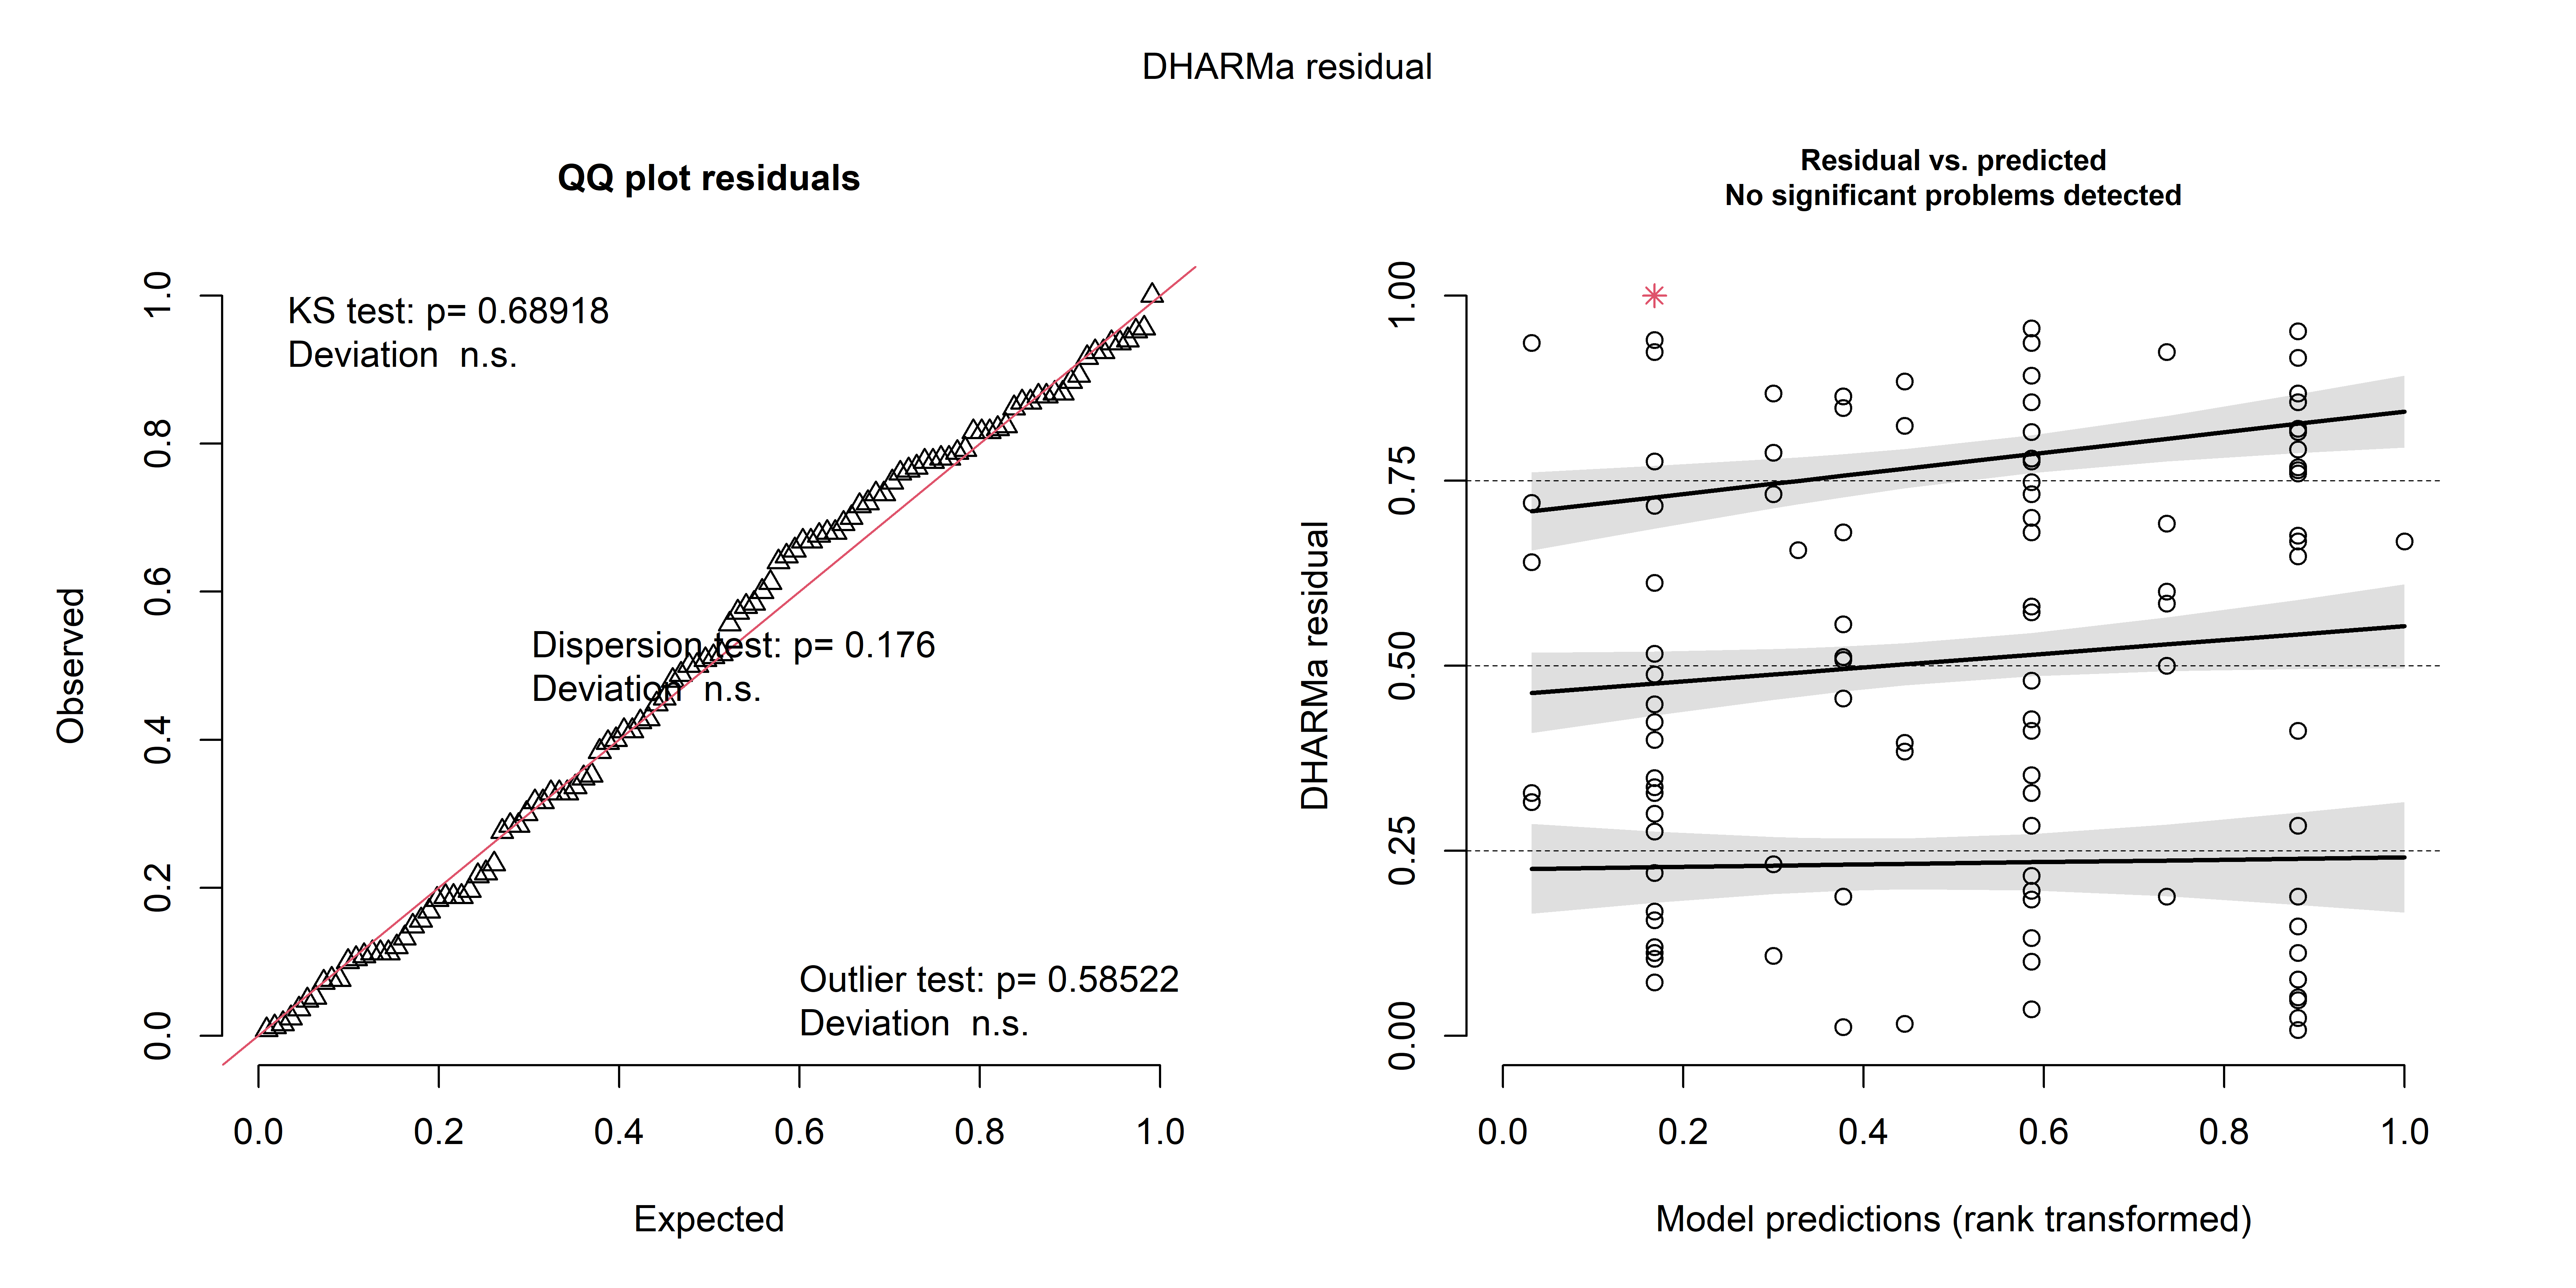 DHARMa residual
QQ plot residuals
KS test: p= 0.68918
Deviation  n.s.
Dispersion test: p= 0.176
Deviation  n.s.
Outlier test: p= 0.58522
Deviation  n.s.
Observed
0.0
0.2
0.4
0.6
0.8
1.0
0.0 0.2 0.4 0.6 0.8 1.0
Expected
Residual vs. predicted
No significant problems detected
DHARMa residual
0.00
0.25
0.50
0.75
1.00
0.0 0.2 0.4 0.6 0.8 1.0
Model predictions (rank transformed)